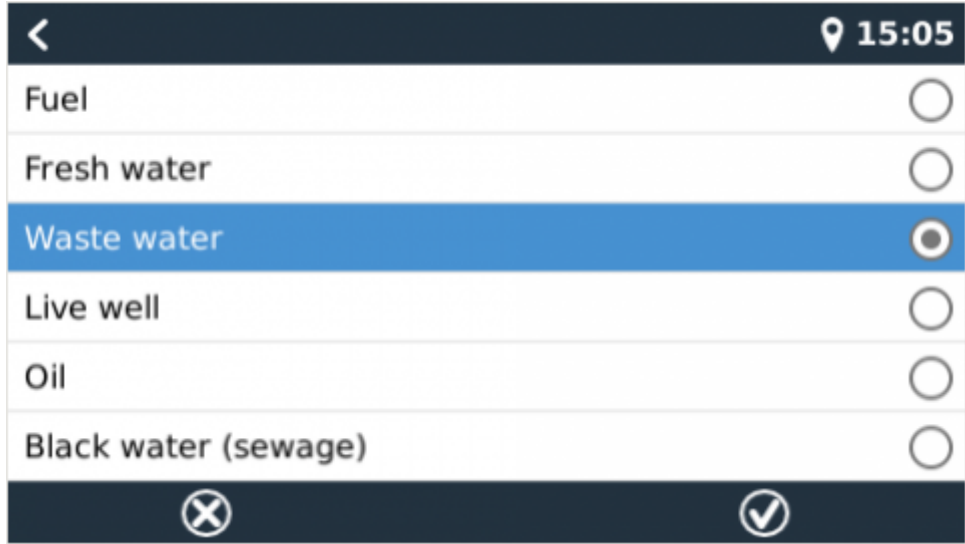 15:05
Fuel
Fresh water
Waste water
Live well
Oil
Black water (sewage)